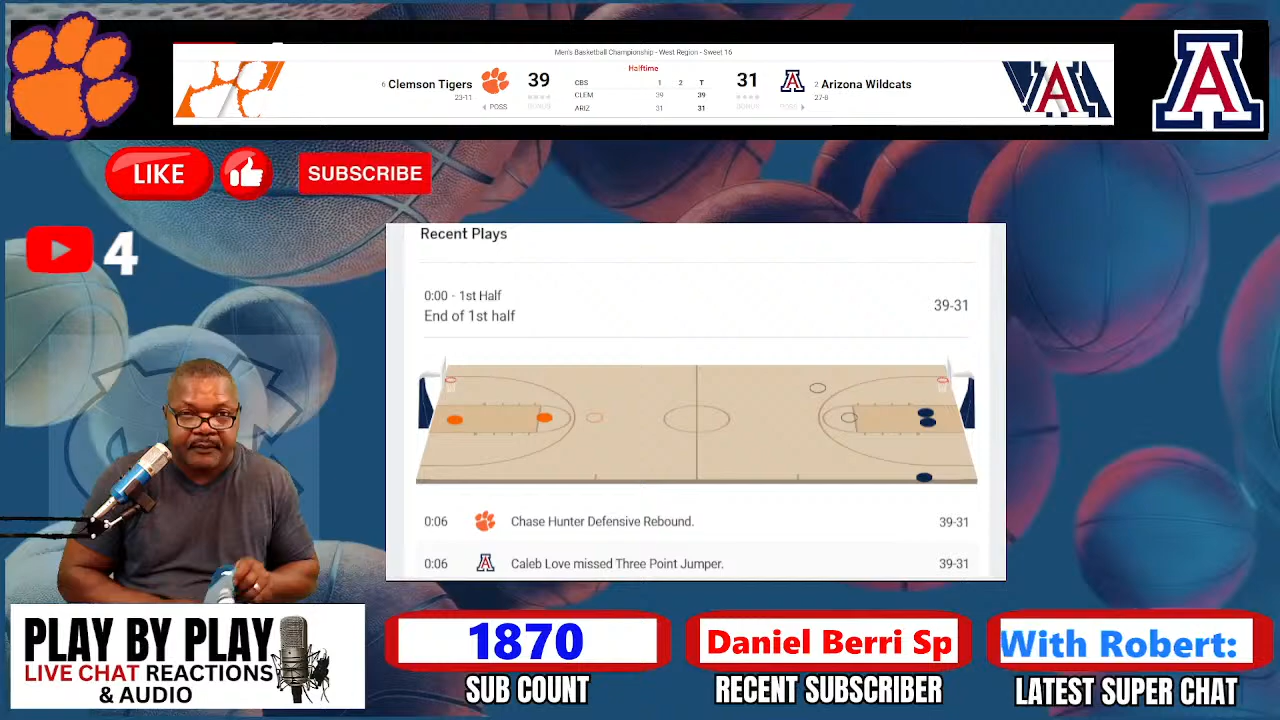 Men's Basketball Championship - West Region - Sweet 16
Halftime
6 Clemson Tigers 39 CBS 1 2 T 31 2 Arizona Wildcats
23-11 CLEM 39 39 27-8
POSS BONUS ARIZ 31 31 BONUS POSS
A
A
A
LIKE SUBSCRIBE
4
Recent Plays
0:00 - 1st Half
End of 1st half 39-31
0:06 Chase Hunter Defensive Rebound. 39-31
0:06 A Caleb Love missed Three Point Jumper. 39-31
PLAY BY PLAY
LIVE CHAT REACTIONS
& AUDIO
1870 Daniel Berri Sp With Robert:
SUB COUNT RECENT SUBSCRIBER LATEST SUPER CHAT